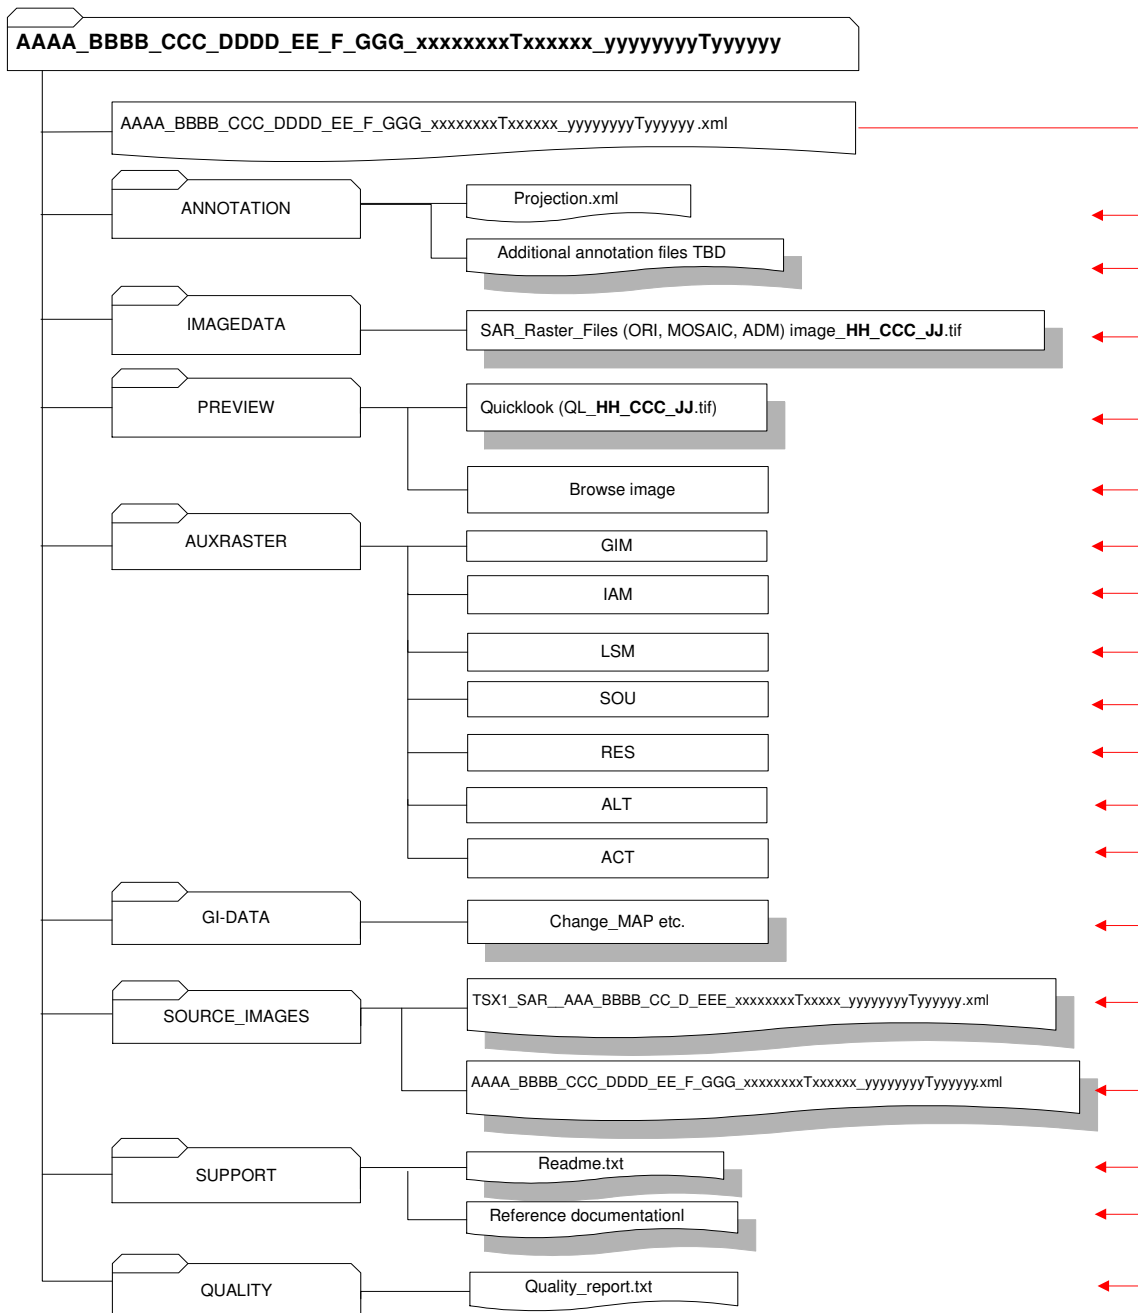 AAAA_BBBB_CCC_DDDD_EE_F_GGG_xxxxxxxxTxxxxxx_yyyyyyyyTyyyyyy
AAAA_BBBB_CCC_DDDD_EE_F_GGG_xxxxxxxxTxxxxxx_yyyyyyyyTyyyyyy.xml
ANNOTATION
Projection.xml
Additional annotation files TBD
IMAGEDATA
SAR_Raster_Files (ORI, MOSAIC, ADM) image_HH_CCC_JJ.tif
PREVIEW
Quicklook (QL_HH_CCC_JJ.tif)
Browse image
AUXRASTER
GIM
IAM
LSM
SOU
RES
ALT
ACT
GI-DATA
Change_MAP etc.
SOURCE_IMAGES
TSX1_SAR__AAA_BBBB_CC_D_EEE_xxxxxxxxTxxxxx_yyyyyyyyTyyyyyy.xml
AAAA_BBBB_CCC_DDDD_EE_F_GGG_xxxxxxxxTxxxxxx_yyyyyyyyTyyyyyy.xml
SUPPORT
Readme.txt
Reference documentationl
QUALITY
Quality_report.txt